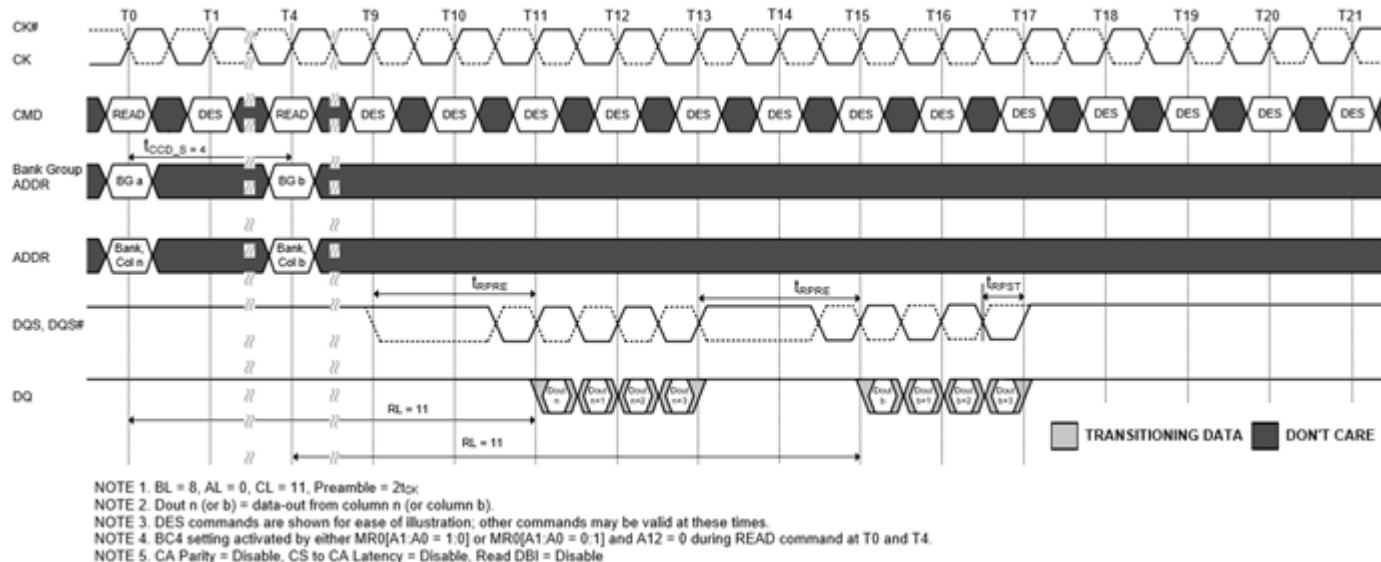 T0 T1 T4 T9 T10 T11 T12 T13 T14 T15 T16 T17 T18 T19 T20 T21
CK#
CK
CMD READ DES READ DES DES DES DES DES DES DES DES DES DES DES DES DES
tCCD_S = 4
Bank Group
ADDR
BG a BG b
ADDR
Bank, Col n
Bank, Col b
tRPRE tRPRE tRPST
DQS, DQS#
DQ
Dout n Dout n+1 Dout n+2 Dout n+3 Dout b Dout b+1 Dout b+2 Dout b+3
RL = 11
RL = 11
TRANSITIONING DATA DON'T CARE
NOTE 1. BL = 8, AL = 0, CL = 11, Preamble = 2tCK
NOTE 2. Dout n (or b) = data-out from column n (or column b).
NOTE 3. DES commands are shown for ease of illustration; other commands may be valid at these times.
NOTE 4. BC4 setting activated by either MR0[A1:A0 = 1:0] or MR0[A1:A0 = 0:1] and A12 = 0 during READ command at T0 and T4.
NOTE 5. CA Parity = Disable, CS to CA Latency = Disable, Read DBI = Disable